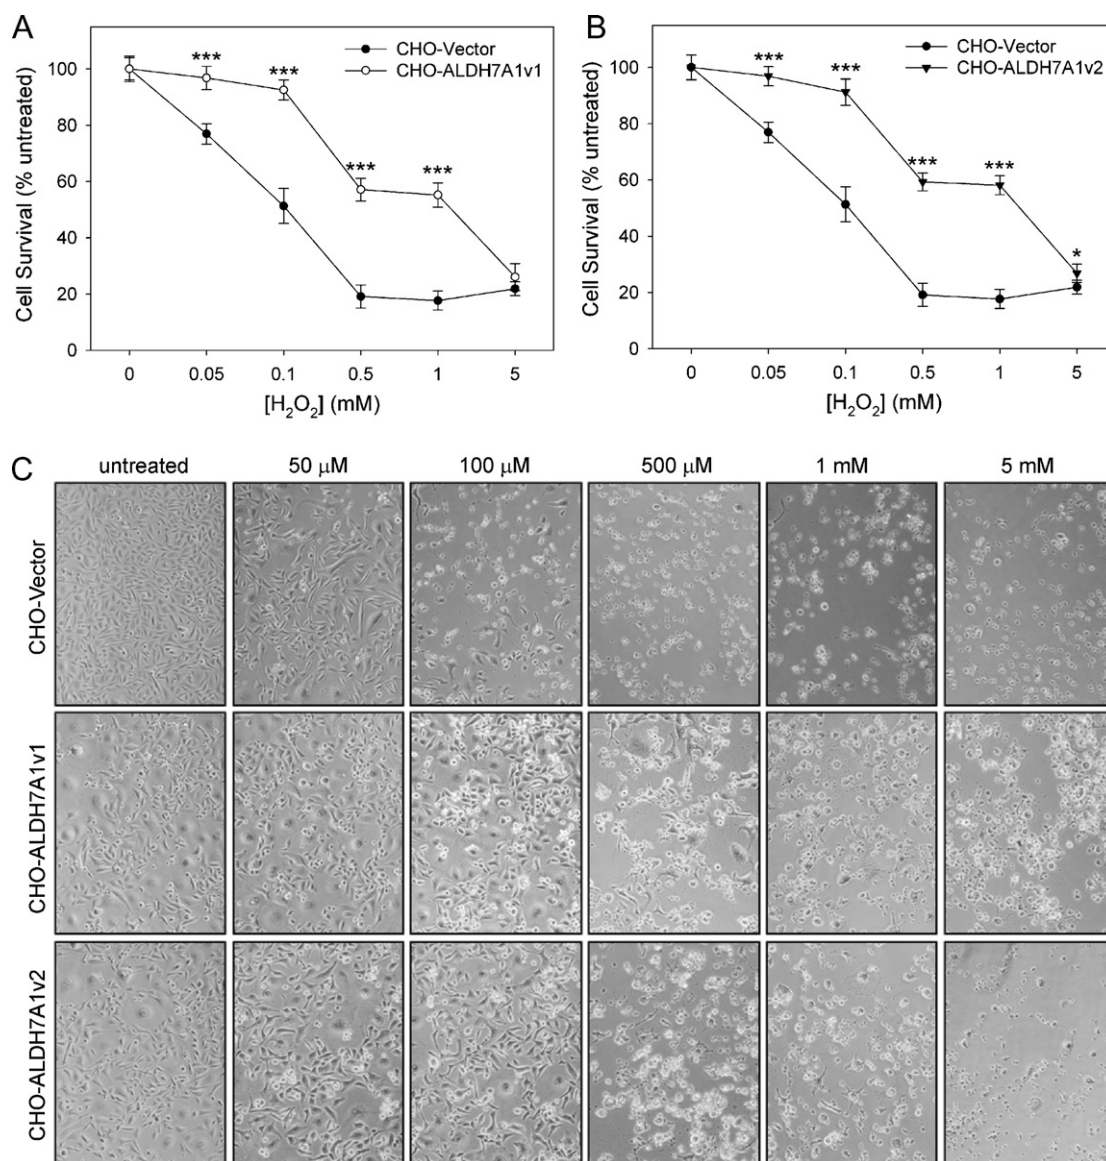 A
CHO-Vector
CHO-ALDH7A1v1
Cell Survival (% untreated)
100
80
60
40
20
0
***
***
***
***
0 0.05 0.1 0.5 1 5
[H₂O₂] (mM)
B
CHO-Vector
CHO-ALDH7A1v2
Cell Survival (% untreated)
100
80
60
40
20
0
***
***
***
***
*
0 0.05 0.1 0.5 1 5
[H₂O₂] (mM)
C
untreated 50 μM 100 μM 500 μM 1 mM 5 mM
CHO-Vector
CHO-ALDH7A1v1
CHO-ALDH7A1v2